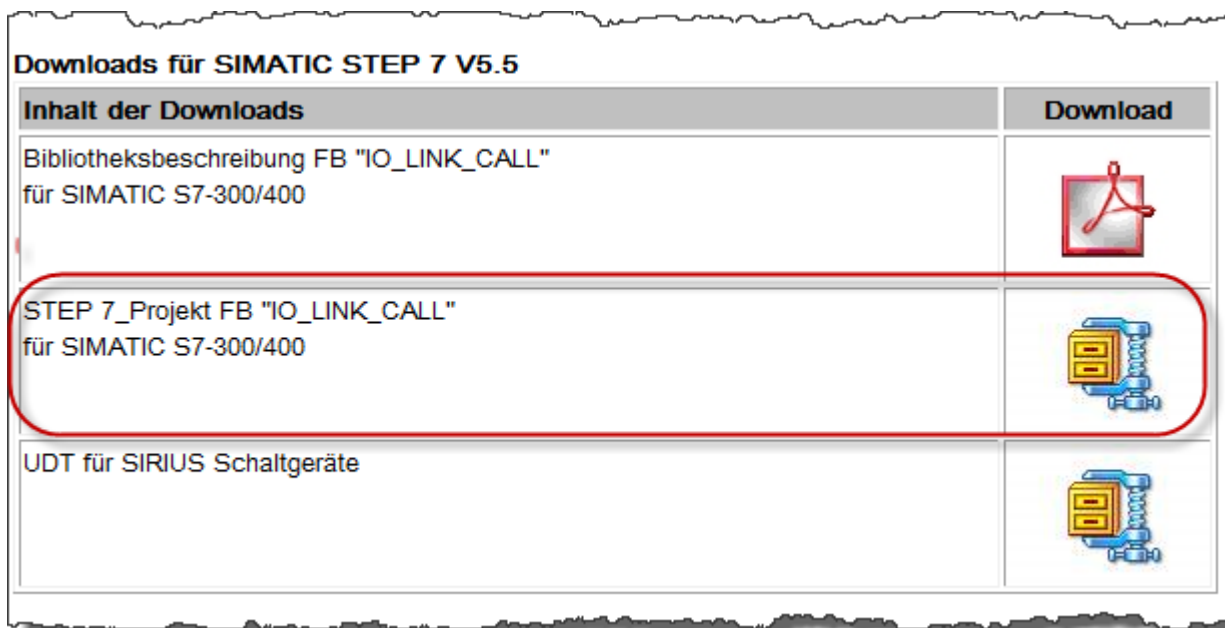 Downloads für SIMATIC STEP 7 V5.5
Inhalt der Downloads
Download
Bibliotheksbeschreibung FB "IO_LINK_CALL"
für SIMATIC S7-300/400
STEP 7_Projekt FB "IO_LINK_CALL"
für SIMATIC S7-300/400
UDT für SIRIUS Schaltgeräte